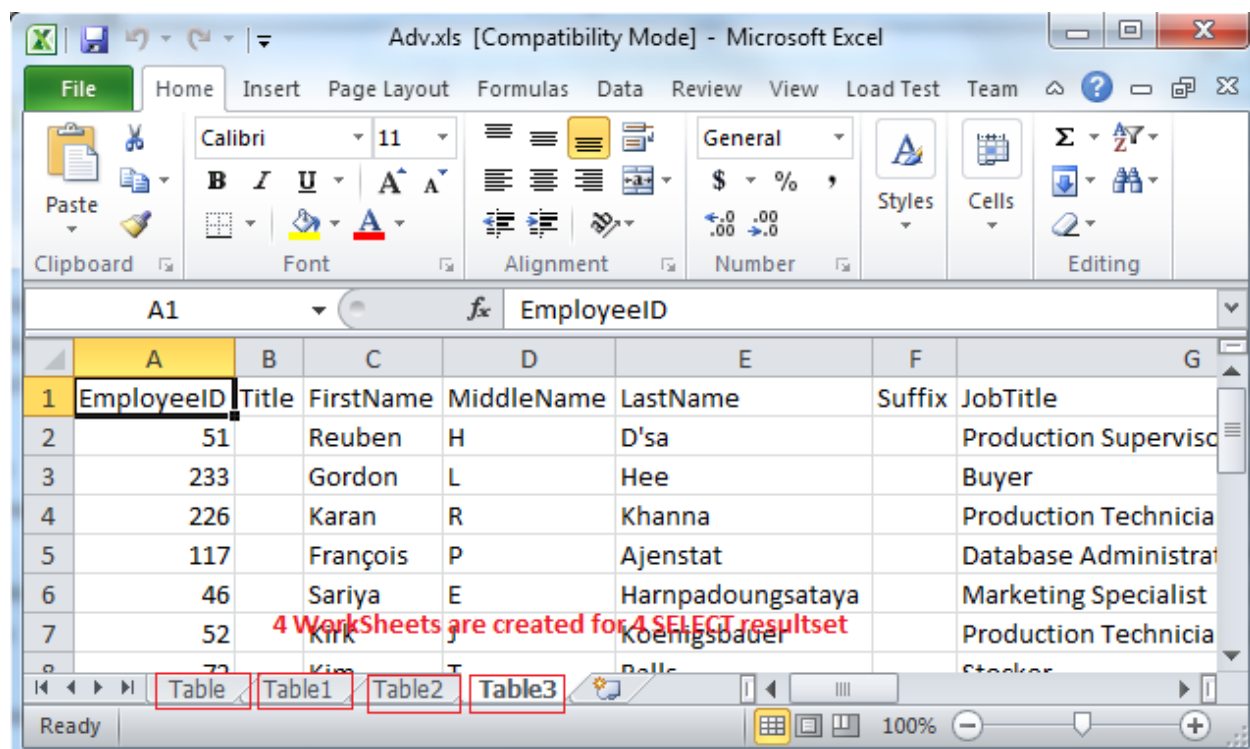 Adv.xls [Compatibility Mode] - Microsoft Excel
File Home Insert Page Layout Formulas Data Review View Load Test Team
Calibri 11 General
B I U A A $ % ,
Paste Styles Cells
Clipboard Font Alignment Number Editing
A1 fx EmployeeID
A B C D E F G
1 EmployeeID Title FirstName MiddleName LastName Suffix JobTitle
2 51 Reuben H D'sa Production Superviso
3 233 Gordon L Hee Buyer
4 226 Karan R Khanna Production Technicia
5 117 François P Ajenstat Database Administrat
6 46 Sariya E Harnpadoungsataya Marketing Specialist
4 WorkSheets are created for 4 SELECT resultset
7 52 Kirk J Koenigsbauer Production Technicia
Table Table1 Table2 Table3
Ready 100%